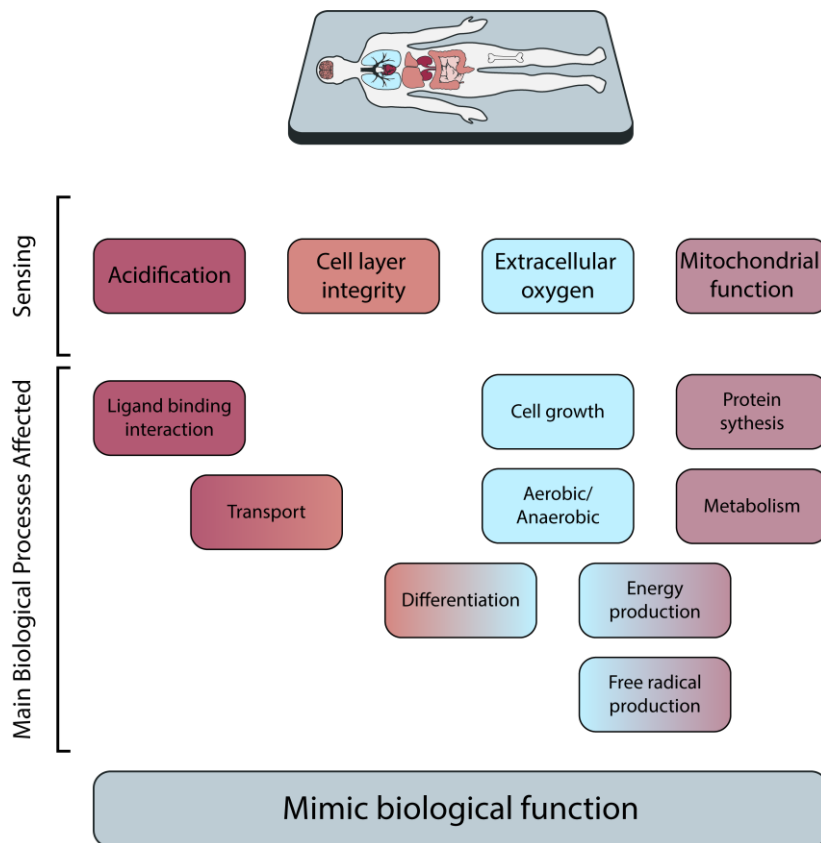 Sensing
Acidification
Cell layer
integrity
Extracellular
oxygen
Mitochondrial
function
Main Biological Processes Affected
Ligand binding
interaction
Cell growth
Protein
sythesis
Transport
Aerobic/
Anaerobic
Metabolism
Differentiation
Energy
production
Free radical
production
Mimic biological function